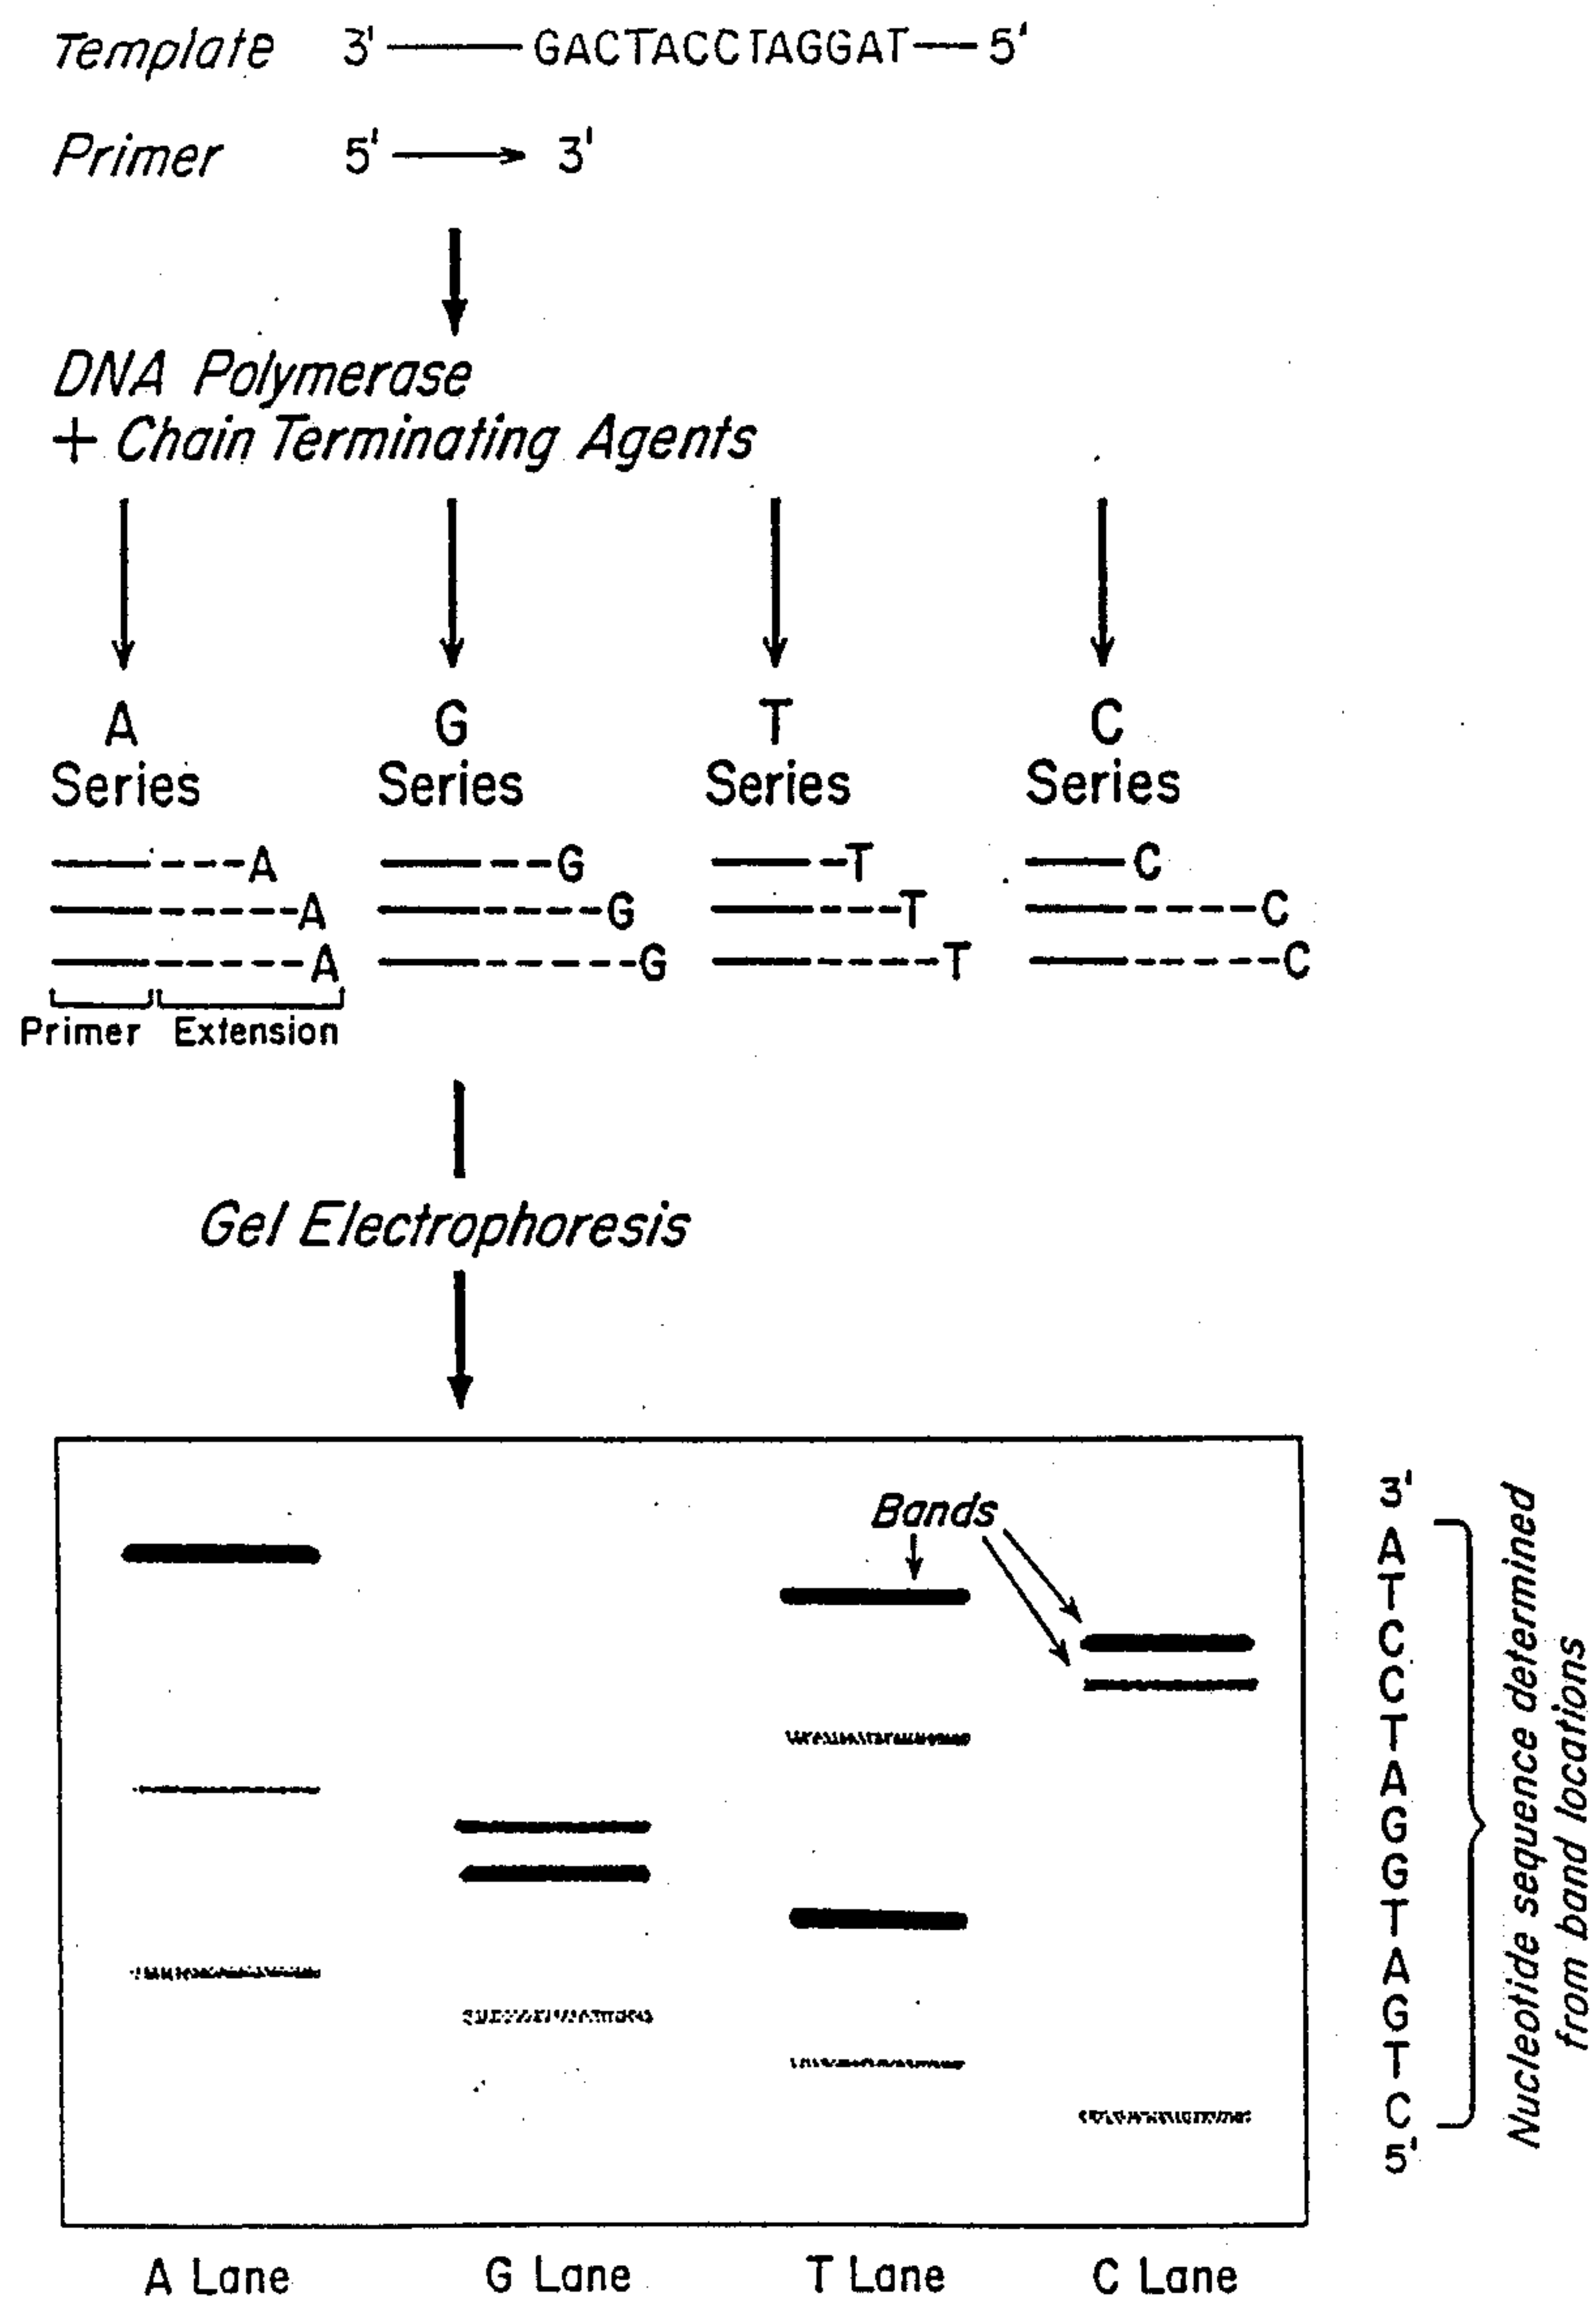 Template 3' GACTACCTAGGAT 5'
Primer 5' 3'
DNA Polymerase
+ Chain Terminating Agents
A G T C
Series Series Series Series
A G T C
A G T C
A G T C
Primer Extension
Gel Electrophoresis
Bands
3'
A
T
C
C
T
A
G
G
T
A
G
T
C
5'
Nucleotide sequence determined
from band locations
A Lane G Lane T Lane C Lane